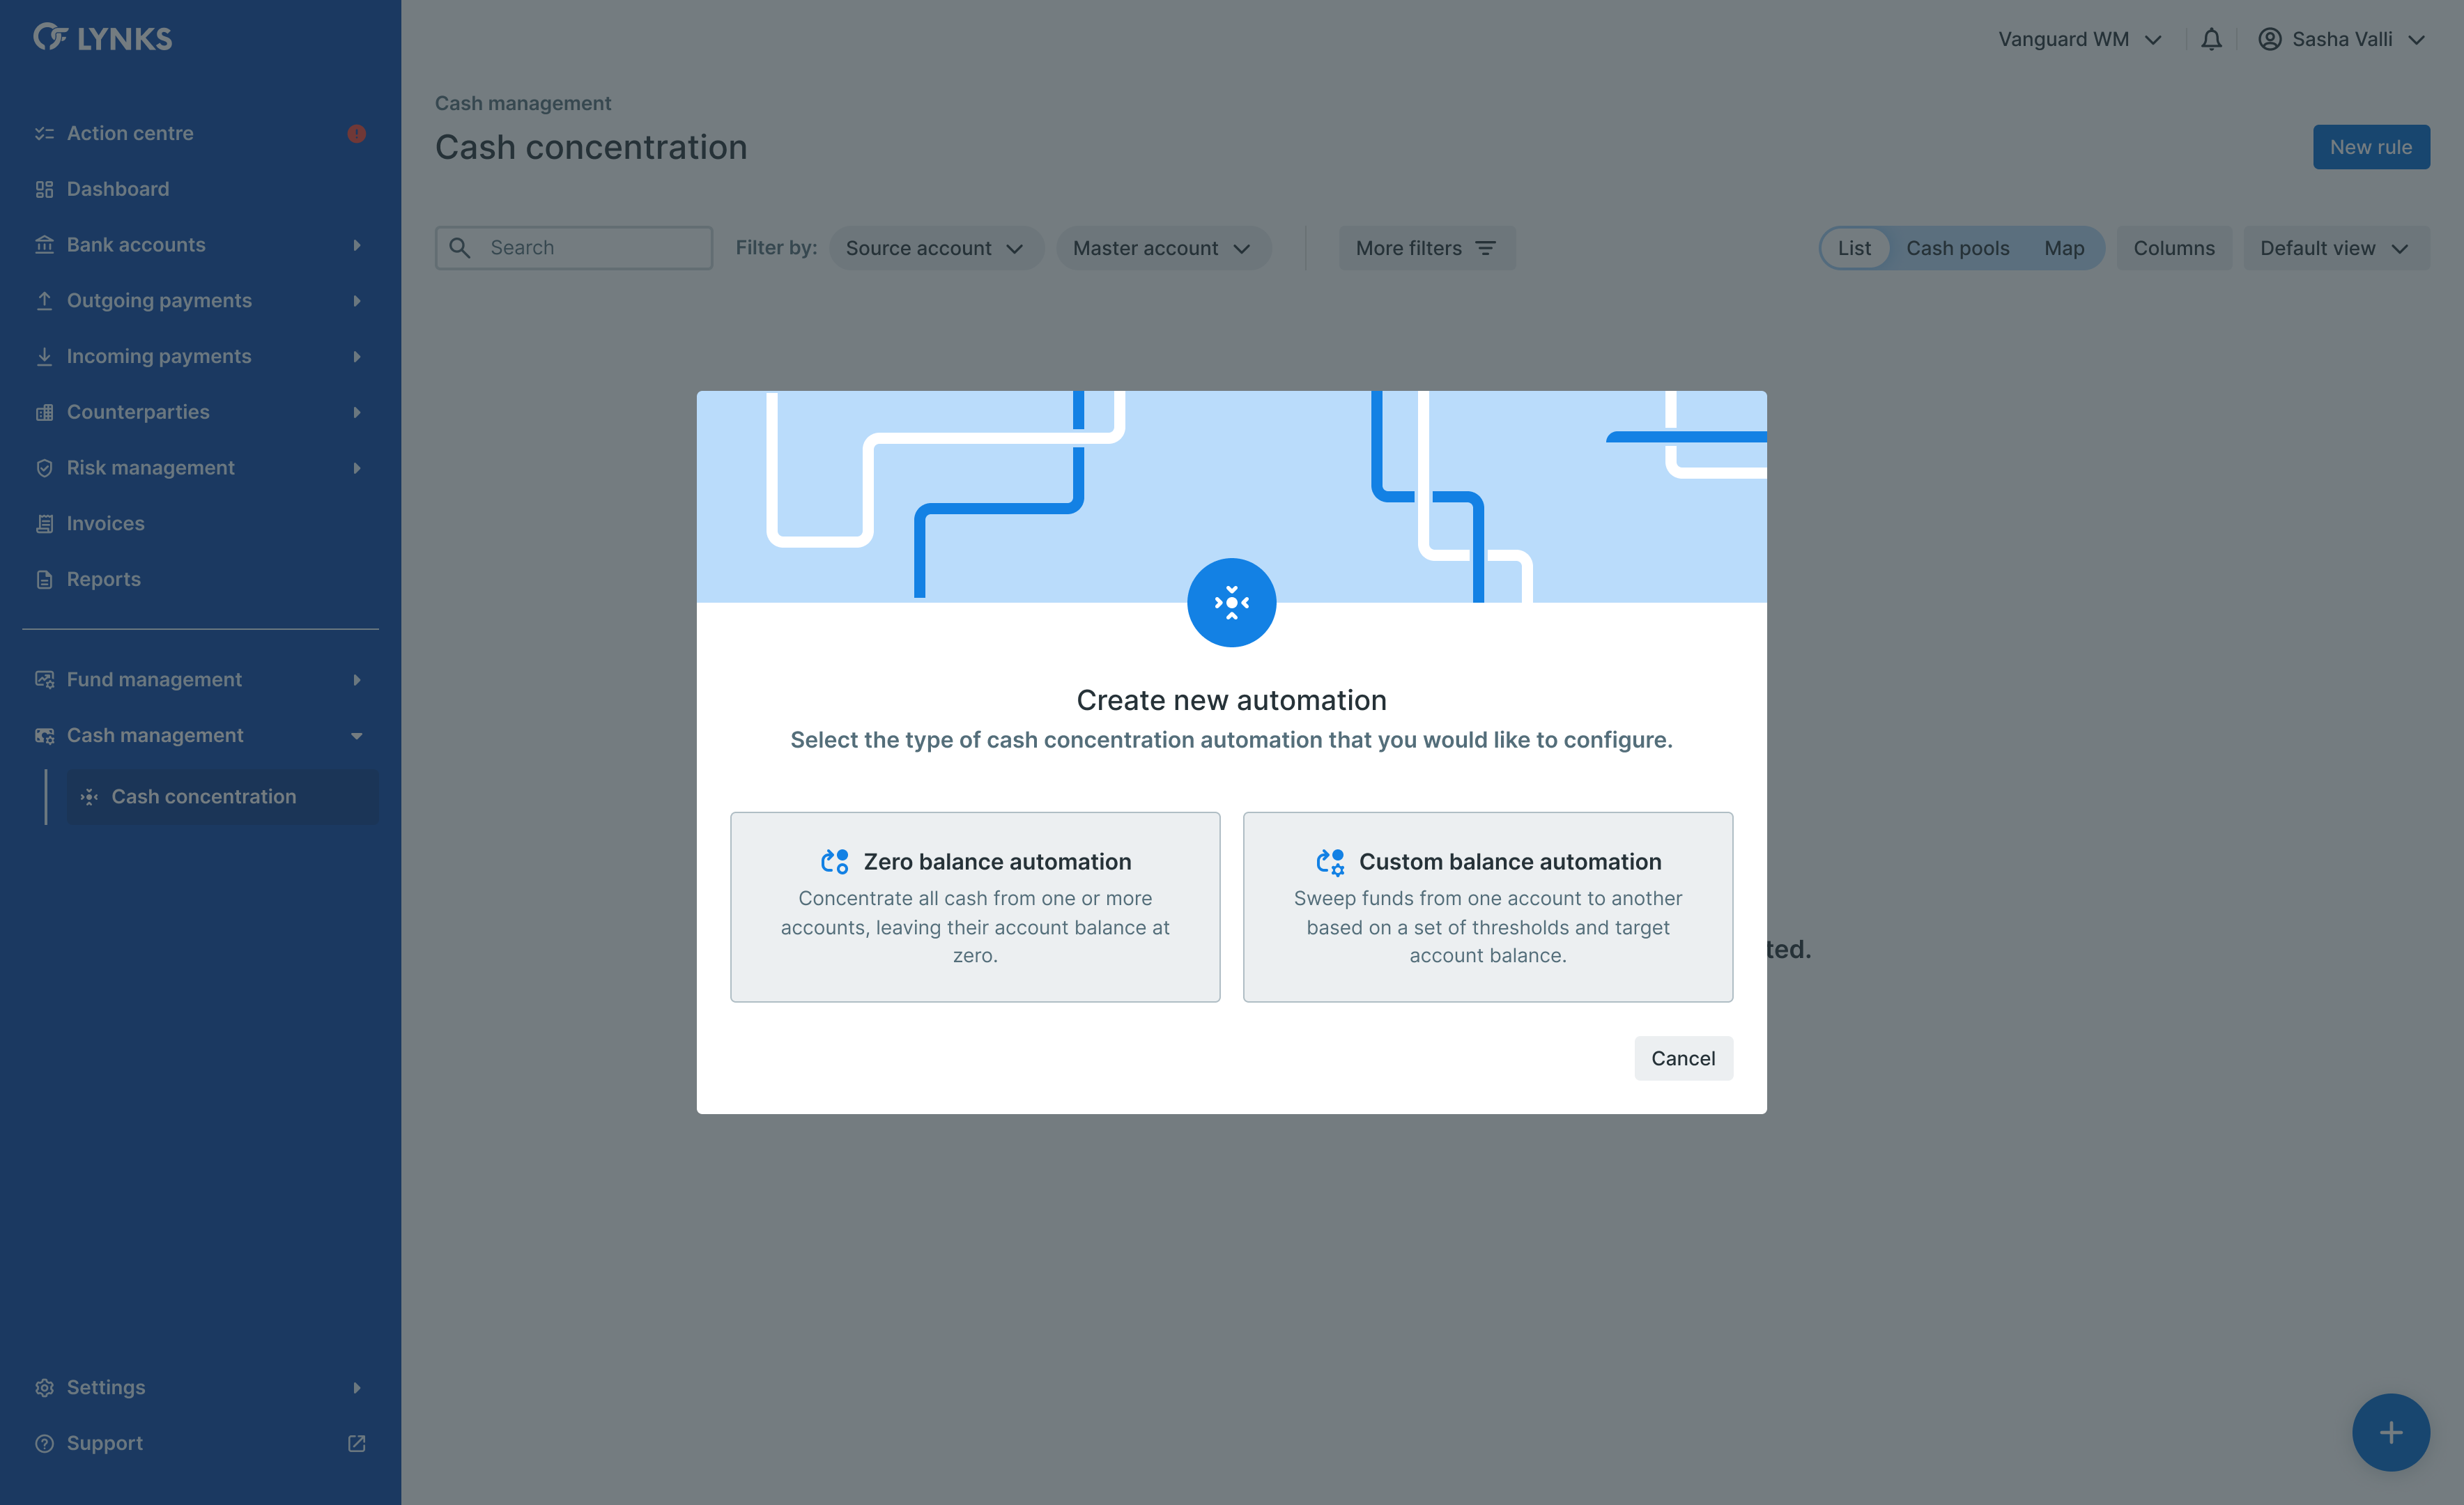 LYNKS
Action centre
Dashboard
Bank accounts
Outgoing payments
Incoming payments
Counterparties
Risk management
Invoices
Reports
Fund management
Cash management
Cash concentration
Settings
Support
Vanguard WM
Sasha Valli
Cash management
Cash concentration
New rule
Search
Filter by:
Source account
Master account
More filters
List
Cash pools
Map
Columns
Default view
Create new automation
Select the type of cash concentration automation that you would like to configure.
Zero balance automation
Concentrate all cash from one or more
accounts, leaving their account balance at
zero.
Custom balance automation
Sweep funds from one account to another
based on a set of thresholds and target
account balance.
ted.
Cancel